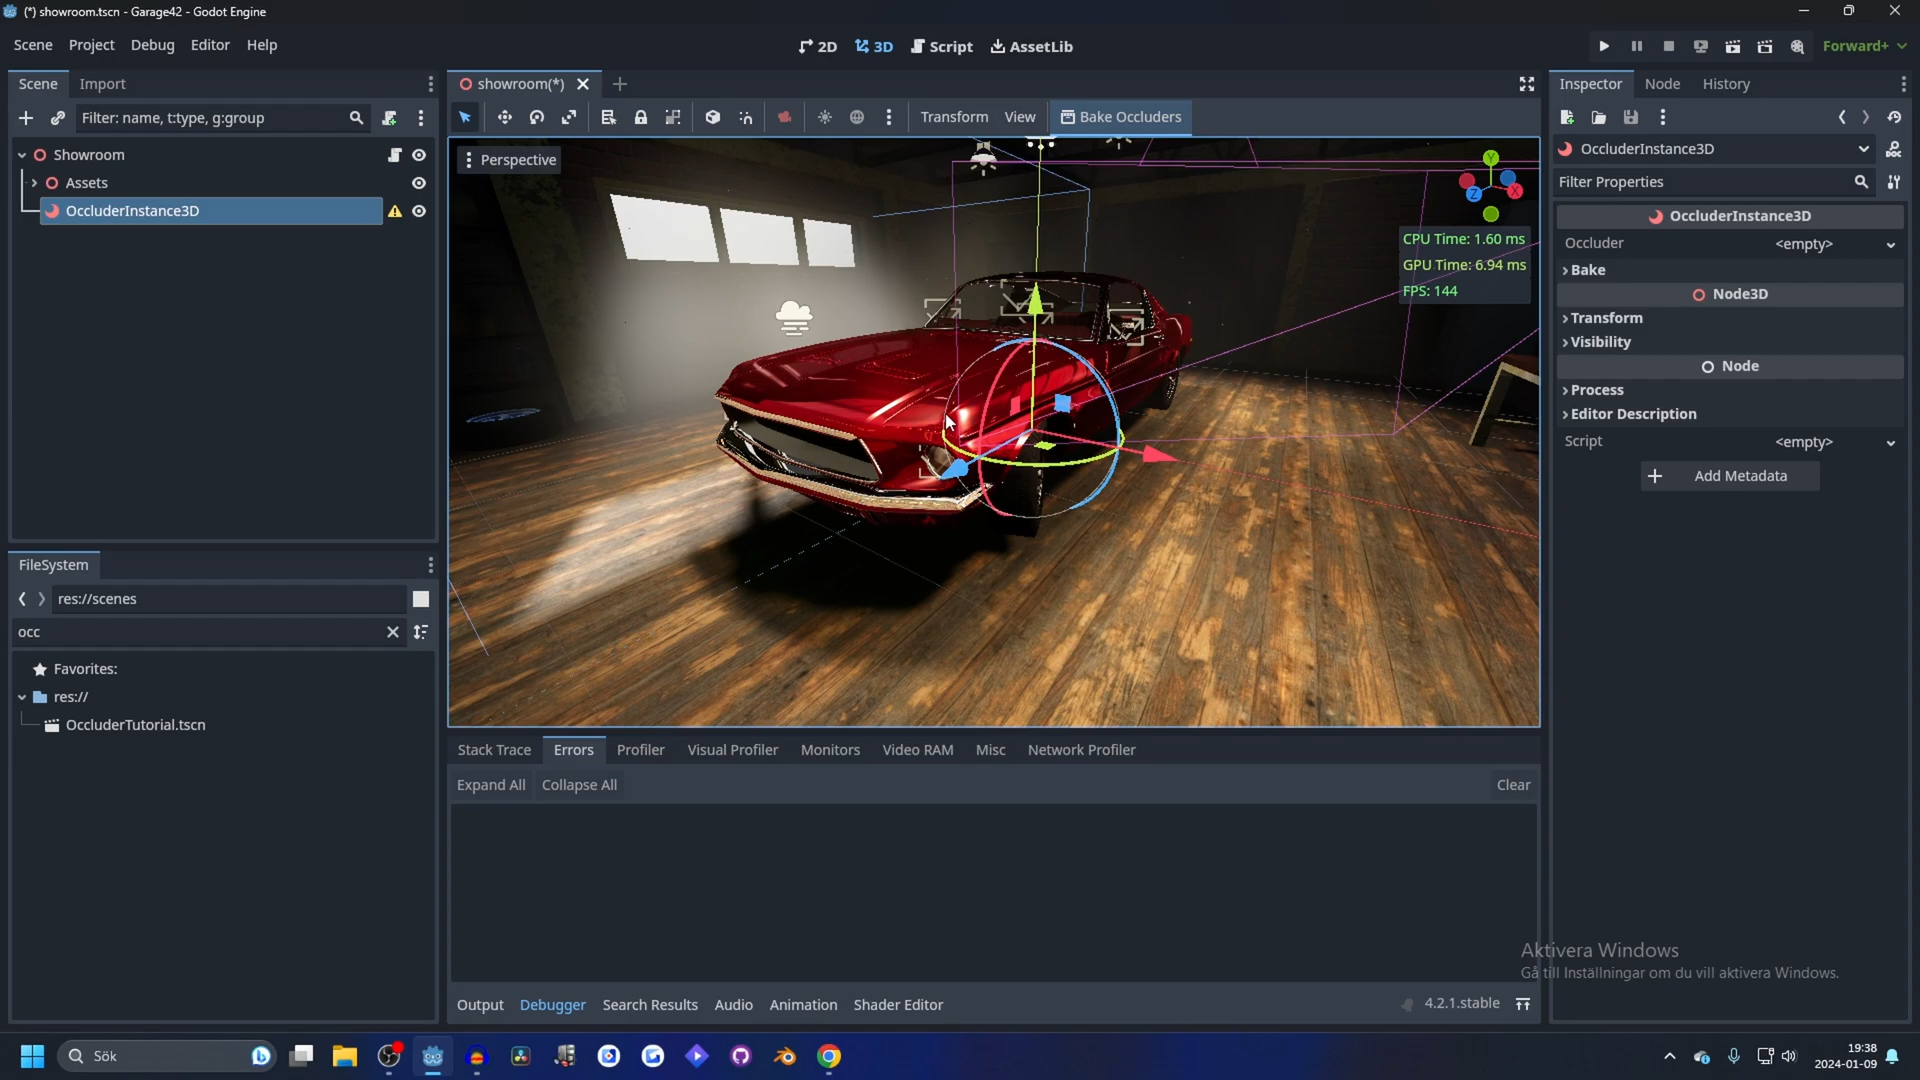 (*) showroom.tscn - Garage42 - Godot Engine
Scene Project Debug Editor Help
2D 3D Script AssetLib
Forward+
Scene Import
Filter: name, t:type, g:group
Showroom
Assets
OccluderInstance3D
FileSystem
res://scenes
occ
Favorites:
res://
OccluderTutorial.tscn
showroom(*)
Transform View Bake Occluders
Perspective
Y
X
Z
CPU Time: 1.60 ms
GPU Time: 6.94 ms
FPS: 144
Stack Trace Errors Profiler Visual Profiler Monitors Video RAM Misc Network Profiler
Expand All Collapse All Clear
Output Debugger Search Results Audio Animation Shader Editor 4.2.1.stable
Inspector Node History
OccluderInstance3D
Filter Properties
OccluderInstance3D
Occluder <empty>
Bake
Node3D
Transform
Visibility
Node
Process
Editor Description
Script <empty>
Add Metadata
Aktivera Windows
Gå till Inställningar om du vill aktivera Windows.
Sök
19:38
2024-01-09